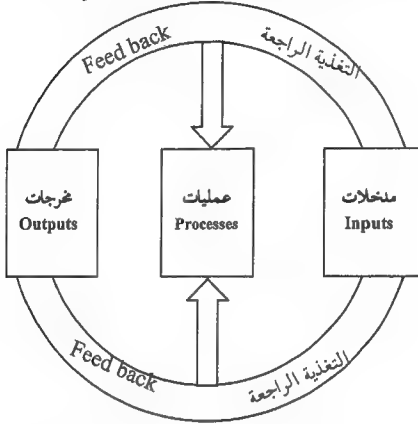 Feed back
التغذية الراجعة
مدخلات
Inputs
عمليات
Processes
مخرجات
Outputs
Feed back
التغذية الراجعة